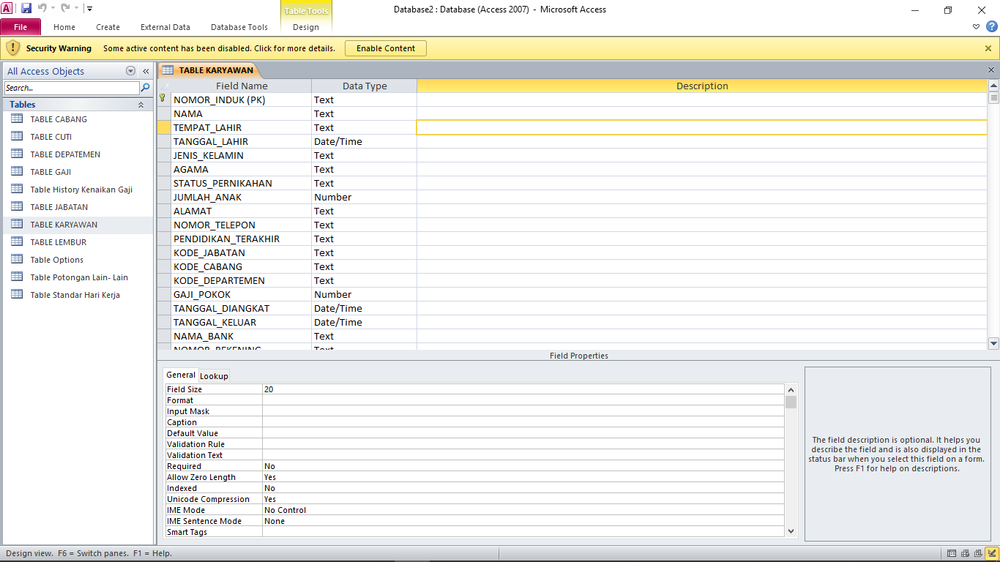 Table Tools
Database2 : Database (Access 2007) - Microsoft Access
File Home Create External Data Database Tools Design
Security Warning Some active content has been disabled. Click for more details. Enable Content
All Access Objects
Search...
Tables
TABLE CABANG
TABLE CUTI
TABLE DEPATEMEN
TABLE GAJI
Table History Kenaikan Gaji
TABLE JABATAN
TABLE KARYAWAN
TABLE LEMBUR
Table Options
Table Potongan Lain- Lain
Table Standar Hari Kerja
TABLE KARYAWAN
Field Name Data Type Description
NOMOR_INDUK (PK) Text
NAMA Text
TEMPAT_LAHIR Text
TANGGAL_LAHIR Date/Time
JENIS_KELAMIN Text
AGAMA Text
STATUS_PERNIKAHAN Text
JUMLAH_ANAK Number
ALAMAT Text
NOMOR_TELEPON Text
PENDIDIKAN_TERAKHIR Text
KODE_JABATAN Text
KODE_CABANG Text
KODE_DEPARTEMEN Text
GAJI_POKOK Number
TANGGAL_DIANGKAT Date/Time
TANGGAL_KELUAR Date/Time
NAMA_BANK Text
NOMOR_REKENING Text
Field Properties
General Lookup
Field Size 20
Format
Input Mask
Caption
Default Value
Validation Rule
Validation Text
Required No
Allow Zero Length Yes
Indexed No
Unicode Compression Yes
IME Mode No Control
IME Sentence Mode None
Smart Tags
The field description is optional. It helps you
describe the field and is also displayed in the
status bar when you select this field on a form.
Press F1 for help on descriptions.
Design view. F6 = Switch panes. F1 = Help.